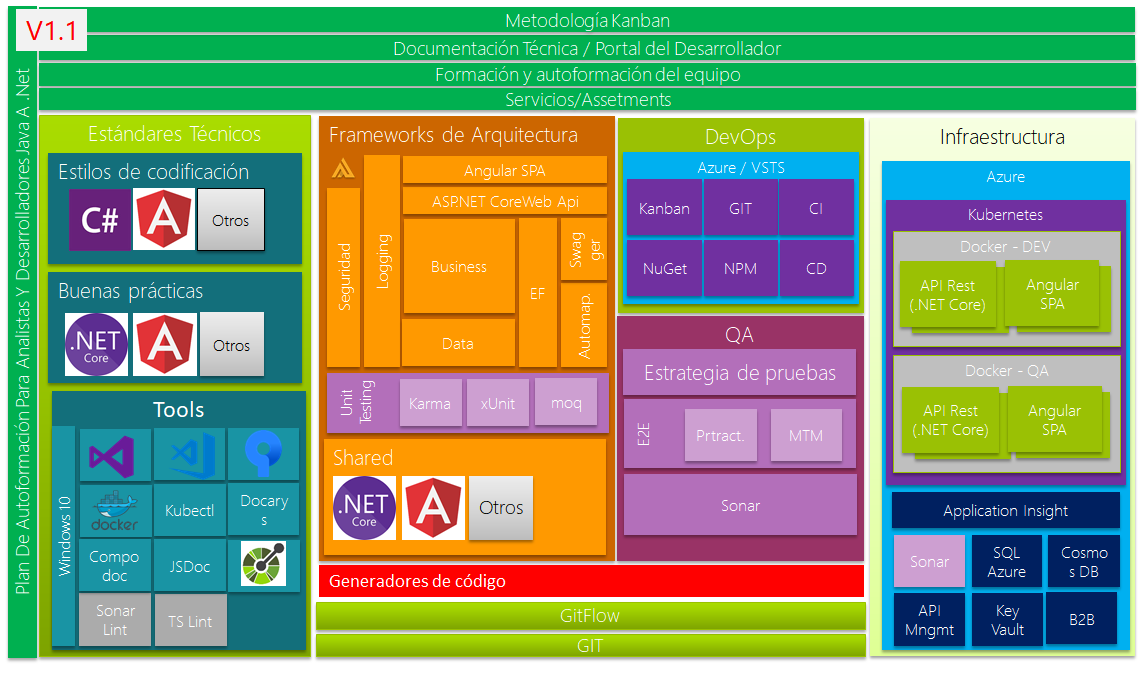 V1.1
Plan De Autoformación Para Analistas Y Desarrolladores Java A .Net
Metodología Kanban
Documentación Técnica / Portal del Desarrollador
Formación y autoformación del equipo
Servicios/Assetments
Estándares Técnicos
Estilos de codificación
C#
A
Otros
Buenas prácticas
.NET
Core
A
Otros
Tools
Windows 10
docker
Kubectl
Docary
s
Compo
doc
JSDoc
Sonar
Lint
TS Lint
Frameworks de Arquitectura
Seguridad
Logging
Angular SPA
ASP.NET CoreWeb Api
Business
Data
EF
Swag
ger
Automap.
Unit
Testing
Karma
xUnit
moq
Shared
.NET
Core
A
Otros
DevOps
Azure / VSTS
Kanban
GIT
CI
NuGet
NPM
CD
QA
Estrategia de pruebas
E2E
Prtract.
MTM
Sonar
Generadores de código
GitFlow
GIT
Infraestructura
Azure
Kubernetes
Docker - DEV
API Rest
(.NET Core)
Angular
SPA
Docker - QA
API Rest
(.NET Core)
Angular
SPA
Application Insight
Sonar
SQL
Azure
Cosmo
s DB
API
Mngmt
Key
Vault
B2B